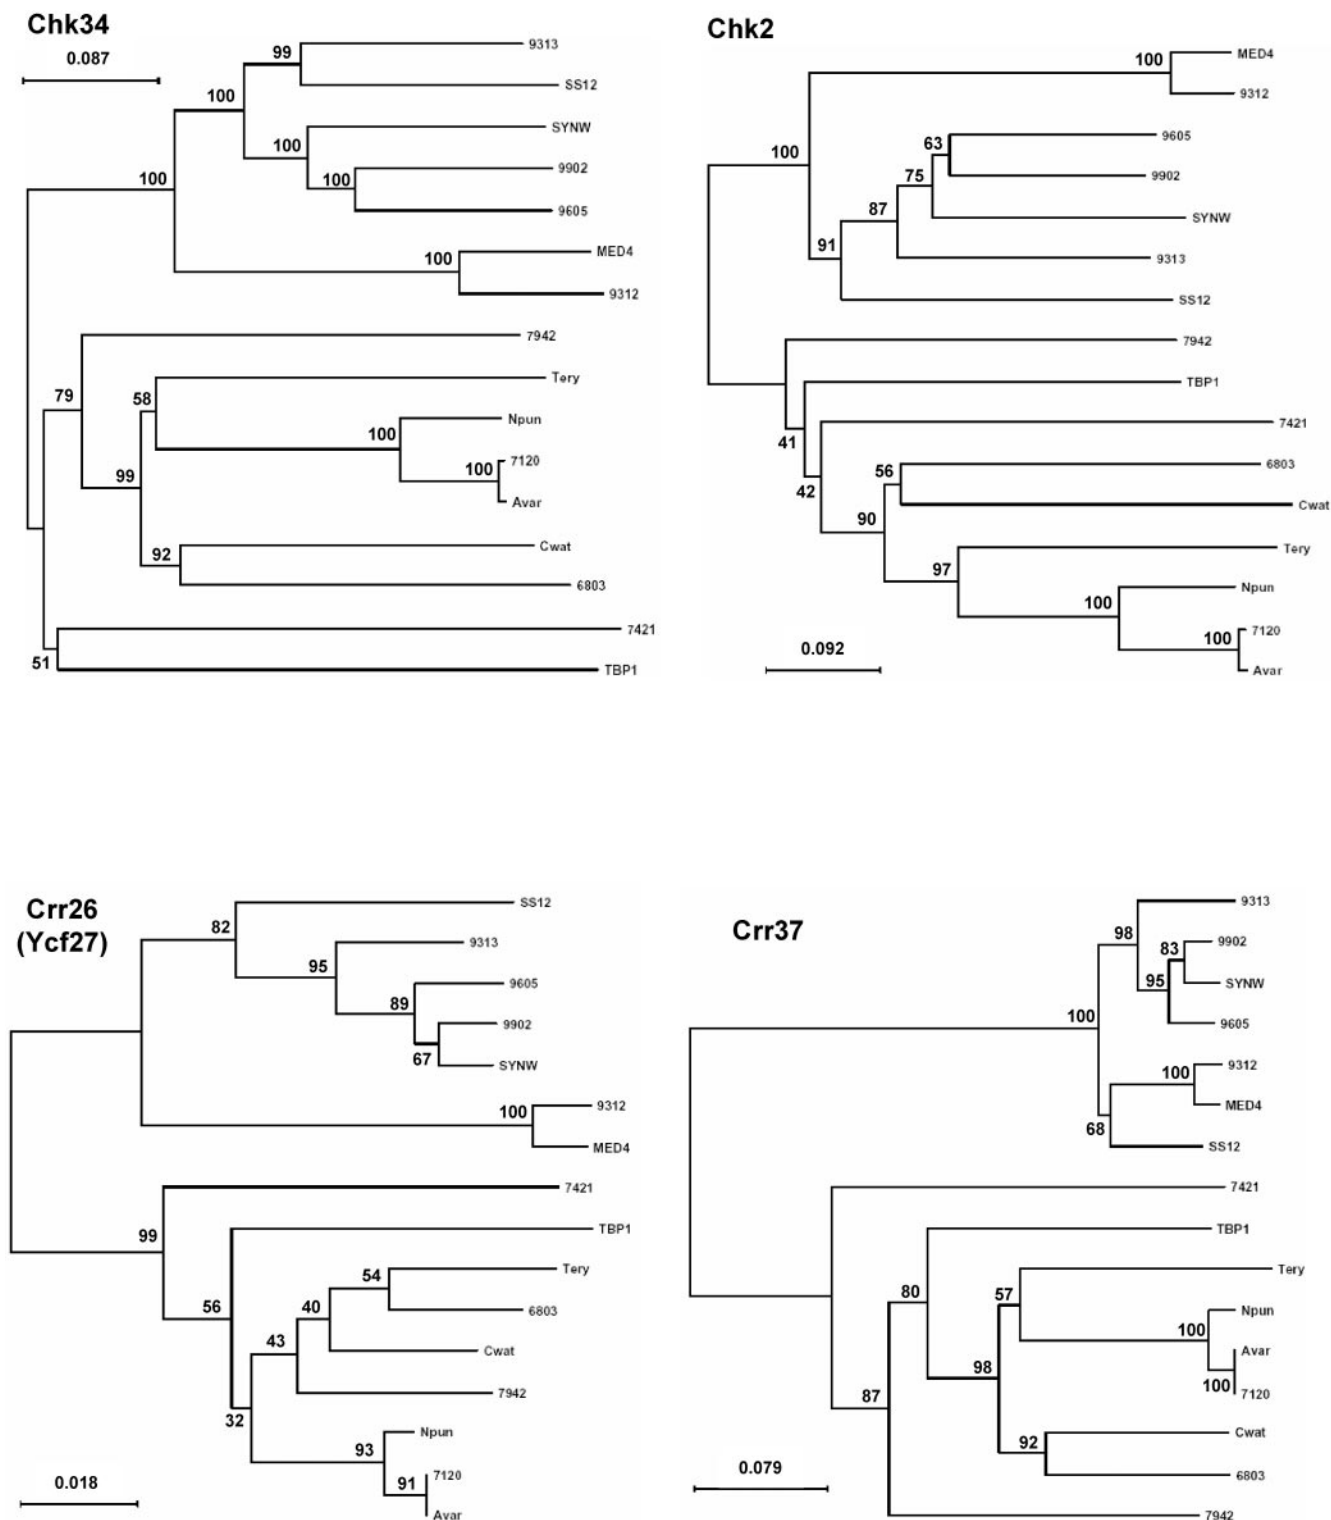 Chk34
0.087
99
9313
SS12
100
SYNW
100
9902
100
9605
100
MED4
100
9312
7942
79
Tery
58
Npun
100
7120
100
Avar
99
Cwat
92
6803
7421
51
TBP1
Chk2
MED4
100
9312
9605
63
9902
75
SYNW
87
9313
91
SS12
100
7942
TBP1
41
7421
42
6803
56
Cwat
90
Tery
97
Npun
100
7120
100
Avar
0.092
Crr26
(Ycf27)
SS12
82
9313
95
9605
89
9902
67
SYNW
9312
100
MED4
7421
99
TBP1
56
Tery
54
6803
40
Cwat
43
7942
32
Npun
93
7120
91
Avar
0.018
Crr37
9313
98
9902
83
SYNW
95
9605
100
9312
100
MED4
68
SS12
7421
TBP1
80
Tery
57
Npun
100
Avar
100
7120
98
Cwat
92
6803
87
7942
0.079